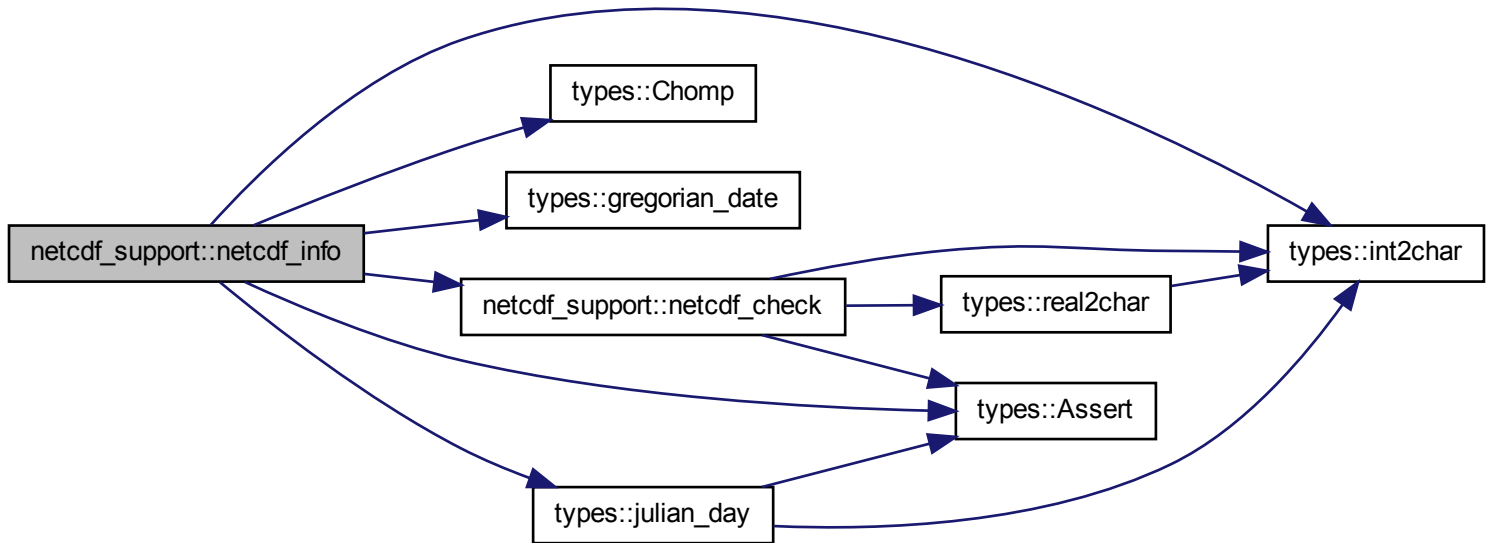 types::Chomp
types::gregorian_date
netcdf_support::netcdf_info
types::int2char
netcdf_support::netcdf_check
types::real2char
types::Assert
types::julian_day